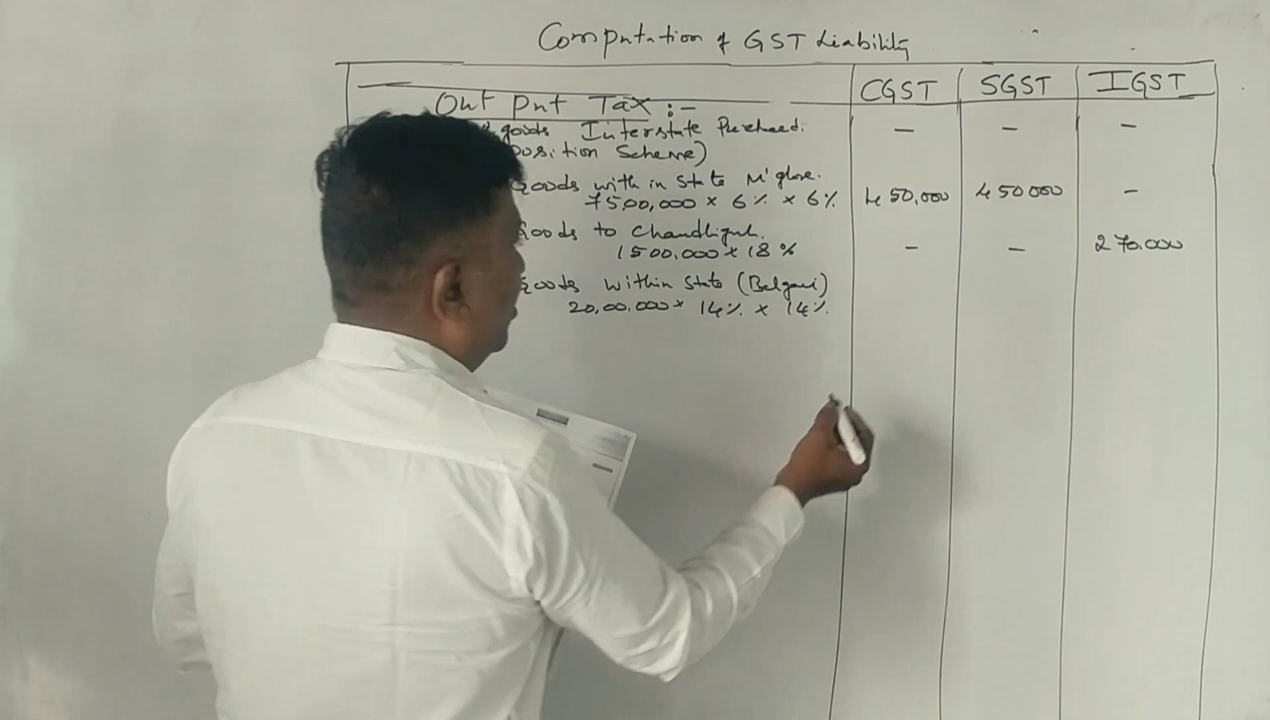 Computation of GST Liability
CGST SGST IGST
Out Put Tax :-
goods Interstate Purchased. — — —
osition Scheme)
Goods with in State M'glore.
7500,000 × 6% × 6% 450,000 450000 -
Goods to Chandigarh.
1500.000 × 18% - - 270,000
Goods within State (Belgavi)
20,00.000 × 14% × 14%.